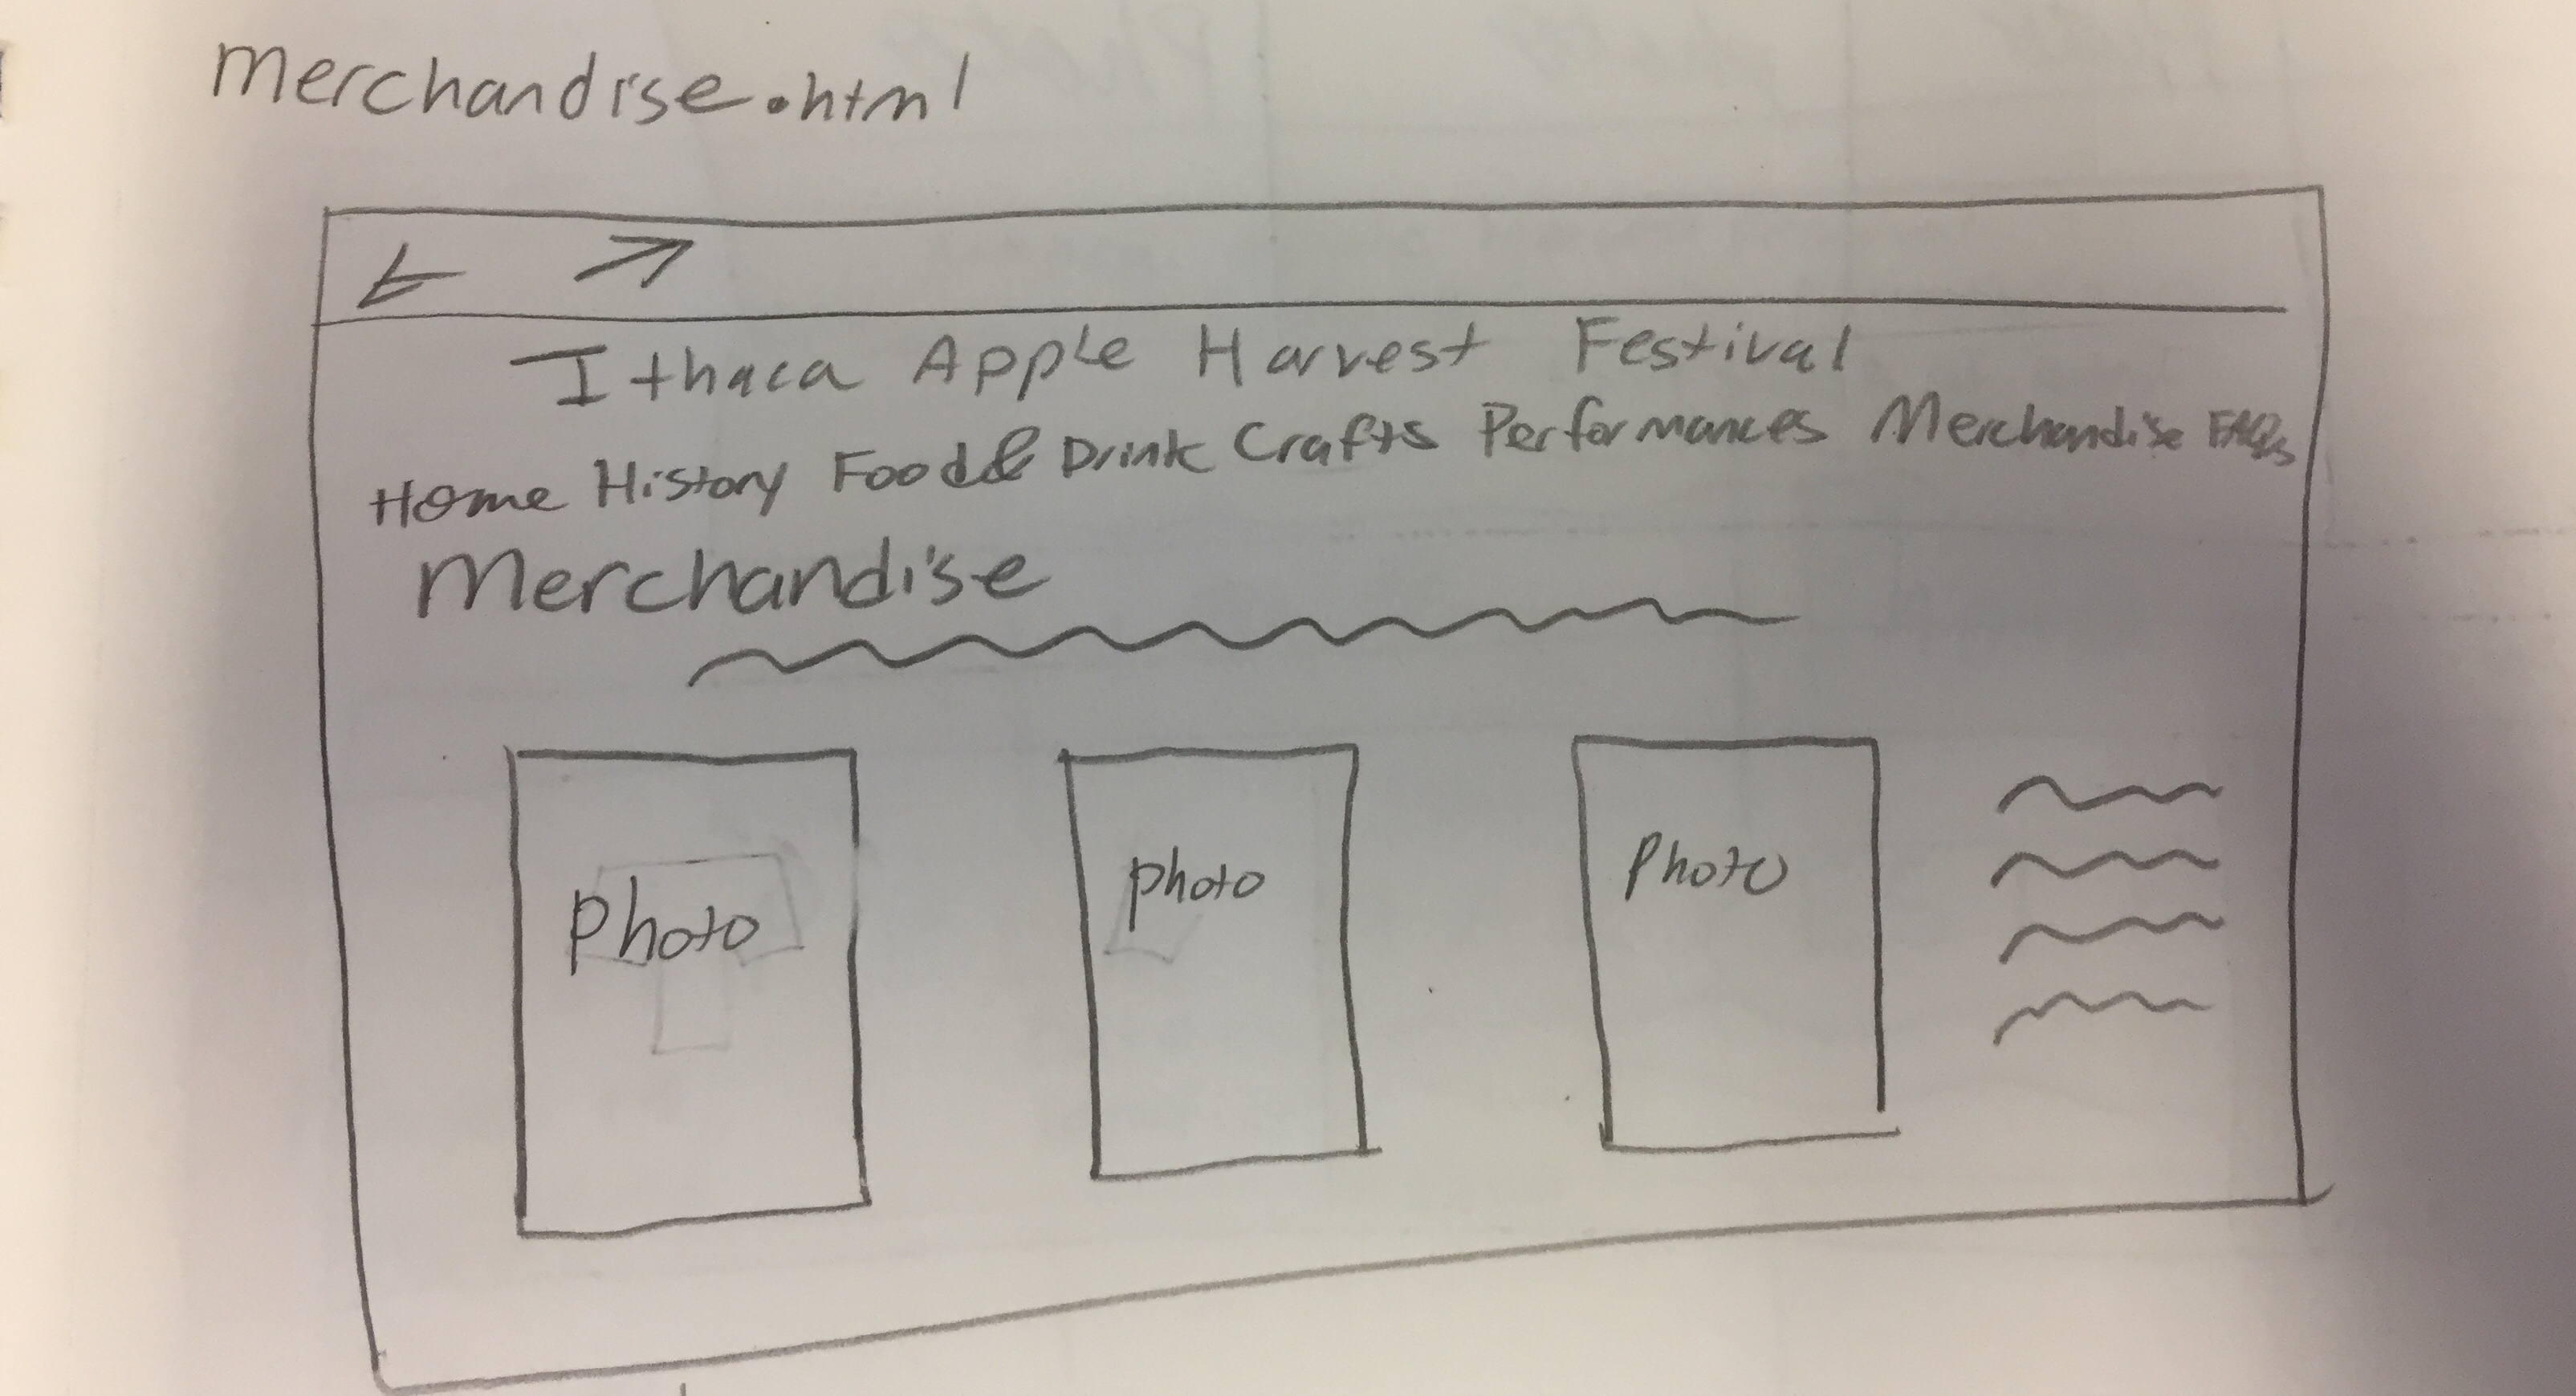 merchandise.html
Ithaca Apple Harvest Festival
Home History Food & Drink Crafts Performances Merchandise FAQs
Merchandise
Photo photo Photo